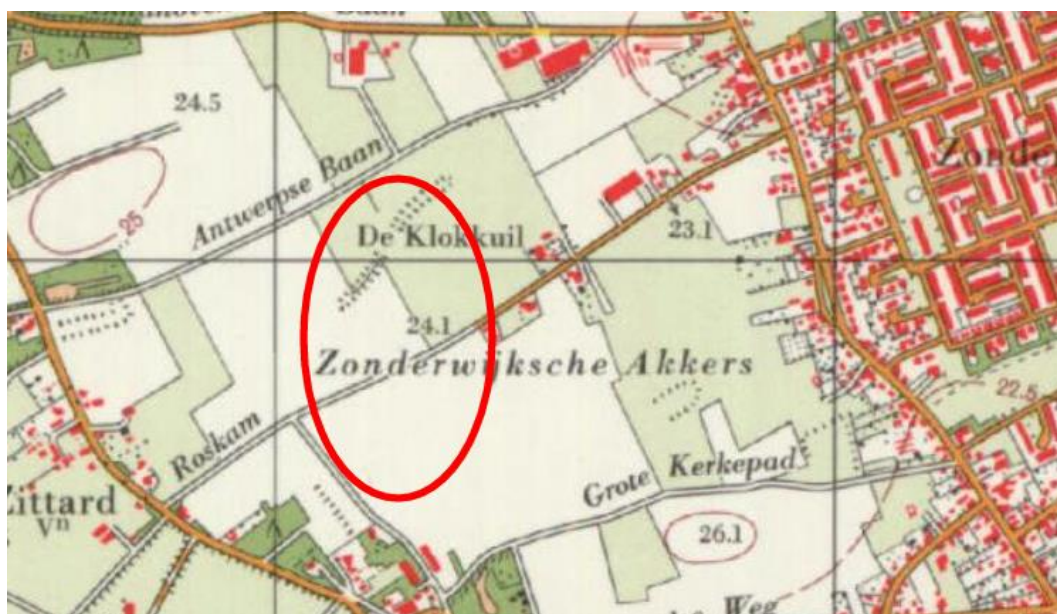 Baan
24.5
Antwerpse Baan
25
De Klokkuil
Zonder
23.1
24.1
Zonderwijksche Akkers
22.5
Roskam
Grote Kerkepad
Zittard
Vn
26.1
Weg